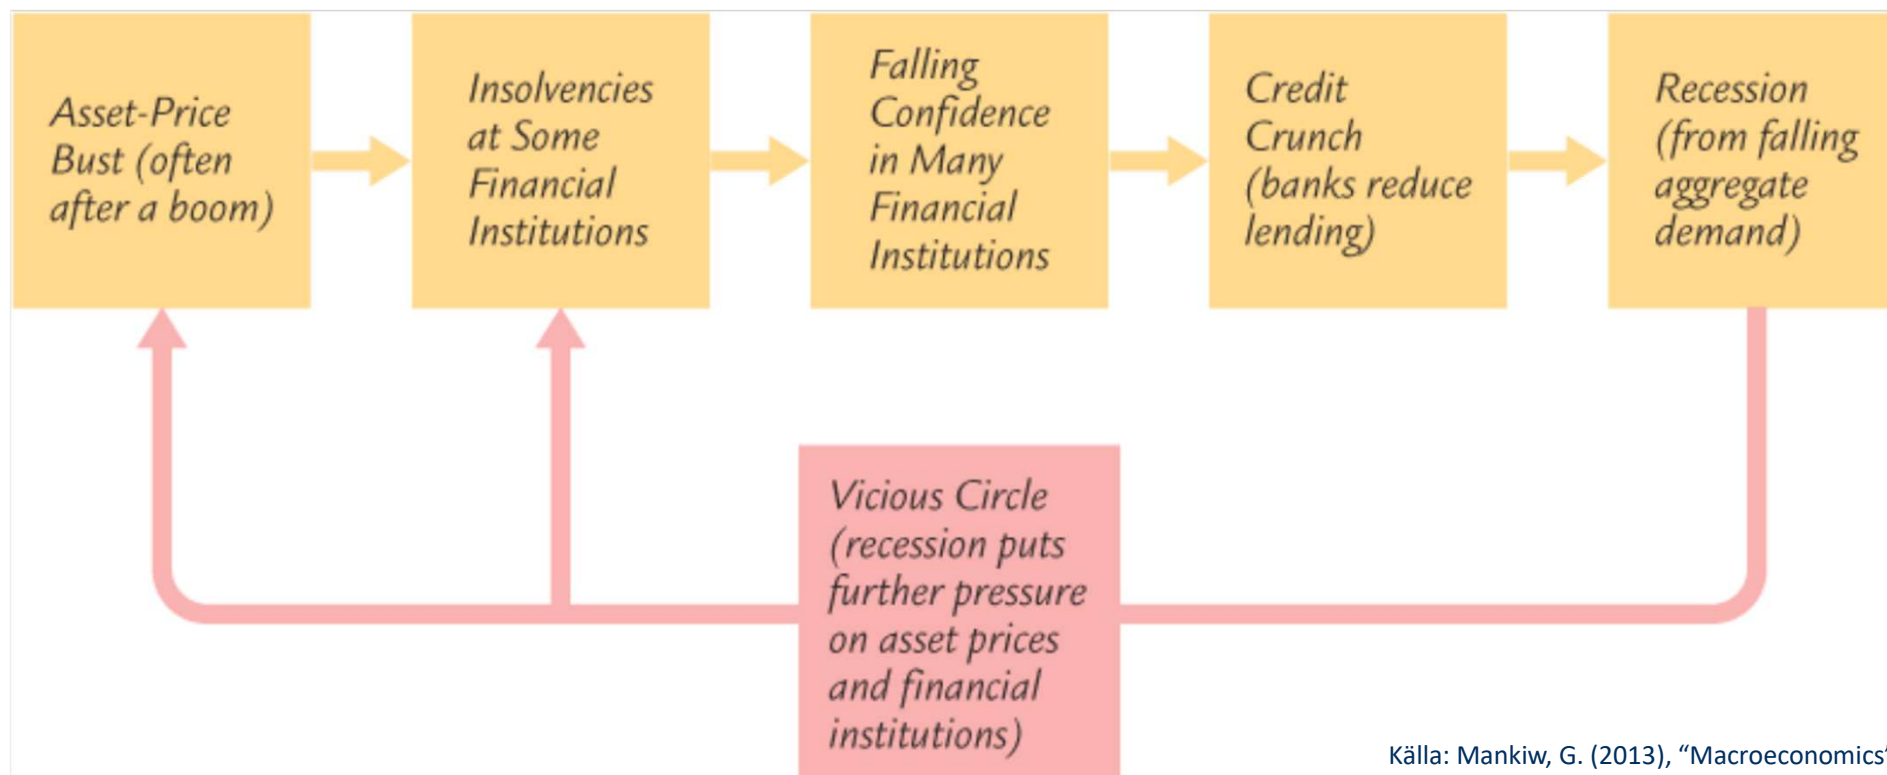 Asset-Price
Bust (often
after a boom)
Insolvencies
at Some
Financial
Institutions
Falling
Confidence
in Many
Financial
Institutions
Credit
Crunch
(banks reduce
lending)
Recession
(from falling
aggregate
demand)
Vicious Circle
(recession puts
further pressure
on asset prices
and financial
institutions)
Källa: Mankiw, G. (2013), “Macroeconomics”